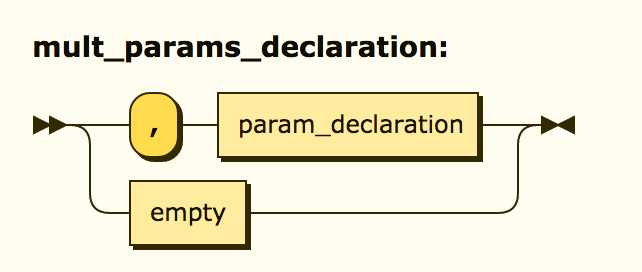 mult_params_declaration:
, param_declaration
empty